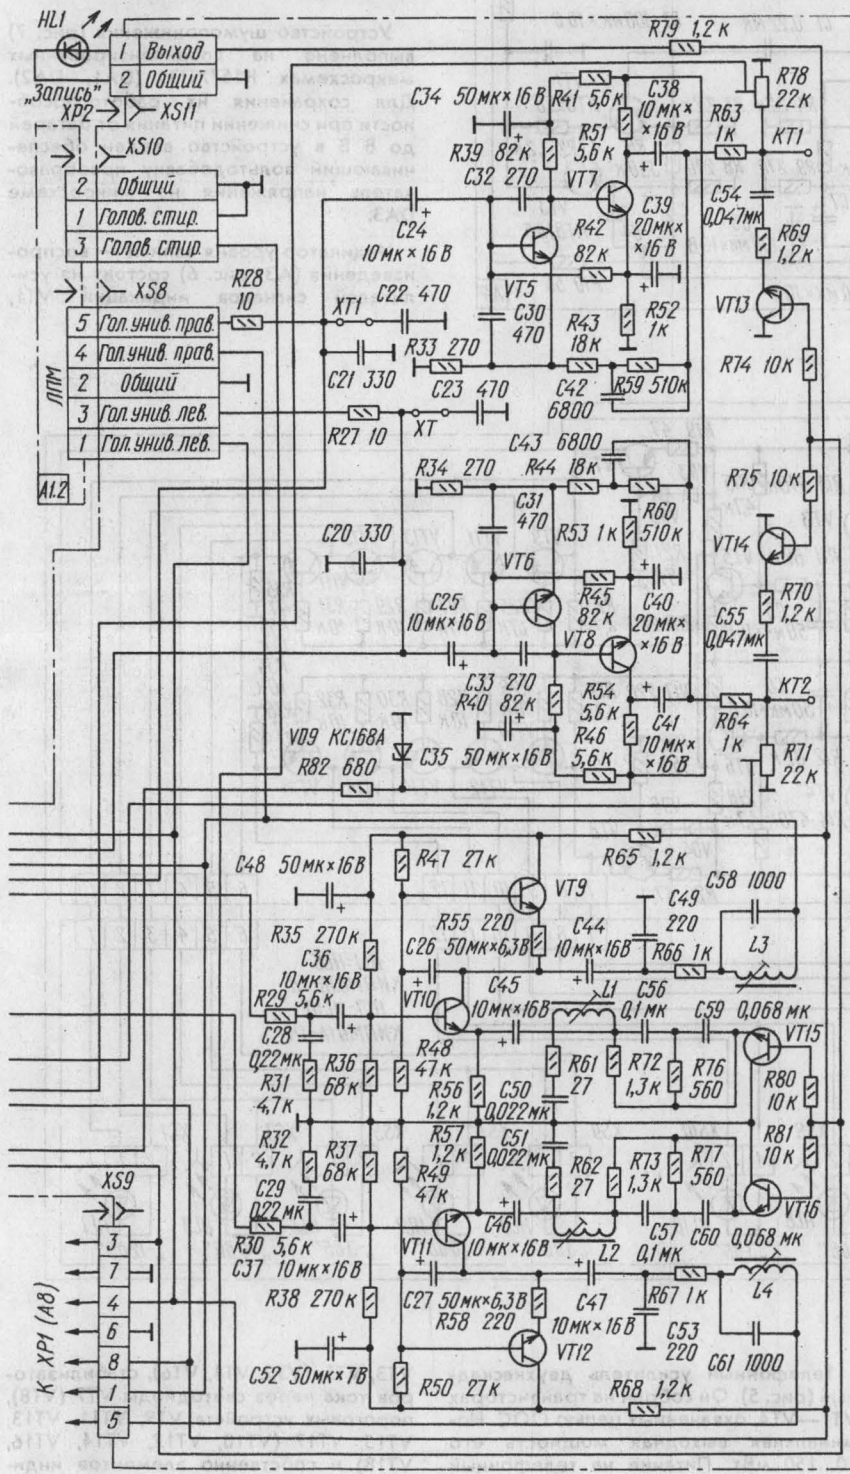 HL1
1 Выход
2 Общий
„Запись"
XP2
XS11
XS10
2 Общий
1 Голов. стир.
3 Голов. стир.
XS8
5 Гол. унив. прав.
4 Гол. унив. прав.
2 Общий
3 Гол. унив. лев.
1 Гол. унив. лев.
ЛПМ
A1.2
R28
10
R19 1,2 к
C34 50 мк × 16 В
R41
5,6 к
C38
10 мк ×
× 16 В
R78
22 к
R63
1 к
КТ1
R39 82 к
R51
5,6 к
VT7
C32 270
C24
10 мк × 16 В
R42
82 к
C39
20 мк ×
× 16 В
C54
0,047 мк
R69
1,2 к
VT5
VT13
XT1
C22 470
C30
470
R43
18 к
R52
1 к
R33 270
C21 330
C23 470
C42
6800
R59 510 к
R74 10 к
R27 10
XT
C43 6800
R34 270
R44 18 к
R75 10 к
C31
470
R60
510 к
R53 1 к
C20 330
VT6
VT14
R45
82 к
C40
20 мк ×
× 16 В
R70
1,2 к
C25
10 мк × 16 В
VT8
C55
0,047 мк
C33 270
R40 82 к
R54
5,6 к
КТ2
C41
10 мк ×
× 16 В
R64
1 к
VD9 КС168А
R82 680
C35
50 мк × 16 В
R46
5,6 к
R71
22 к
C48 50 мк × 16 В
R47 27 к
R65 1,2 к
VT9
C58 1000
C49
220
R55 220
C44
R35 270 к
C26 50 мк × 6,3 В
10 мк × 16 В
L3
C36
10 мк × 16 В
R66 1 к
C45
10 мк × 16 В
L1
C56
0,1 мк
C59
0,068 мк
R29 5,6 к
VT10
VT15
C28
0,22 мк
R36
68 к
R48
47 к
R61
27
R72
1,3 к
R76
560
R80
10 к
R31
4,7 к
R56
1,2 к
C50
0,022 мк
R32
4,7 к
R37
68 к
R57
1,2 к
C51
0,022 мк
R81
10 к
R49
47 к
R62
27
R73
1,3 к
R77
560
XS9
C29
0,22 мк
VT16
R30 5,6 к
VT11
C46
10 мк × 16 В
L2
C57
0,1 мк
C60
0,068 мк
C37 10 мк × 16 В
R38 270 к
C27 50 мк × 6,3 В
C47
10 мк × 16 В
R67 1 к
L4
R58 220
VT12
C53
220
C61 1000
C52 50 мк × 7 В
R50 27 к
R68 1,2 к
3
7
4
6
8
1
5
К XP1 (А8)